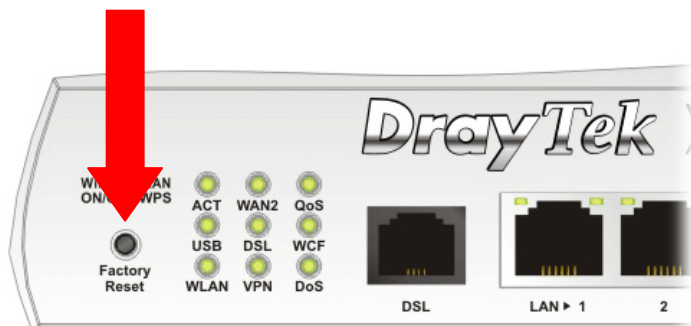 DrayTek
ON/ WPS
ACT WAN2 QoS
USB DSL WCF
WLAN VPN DoS
Factory
Reset
DSL
LAN ▶ 1
2